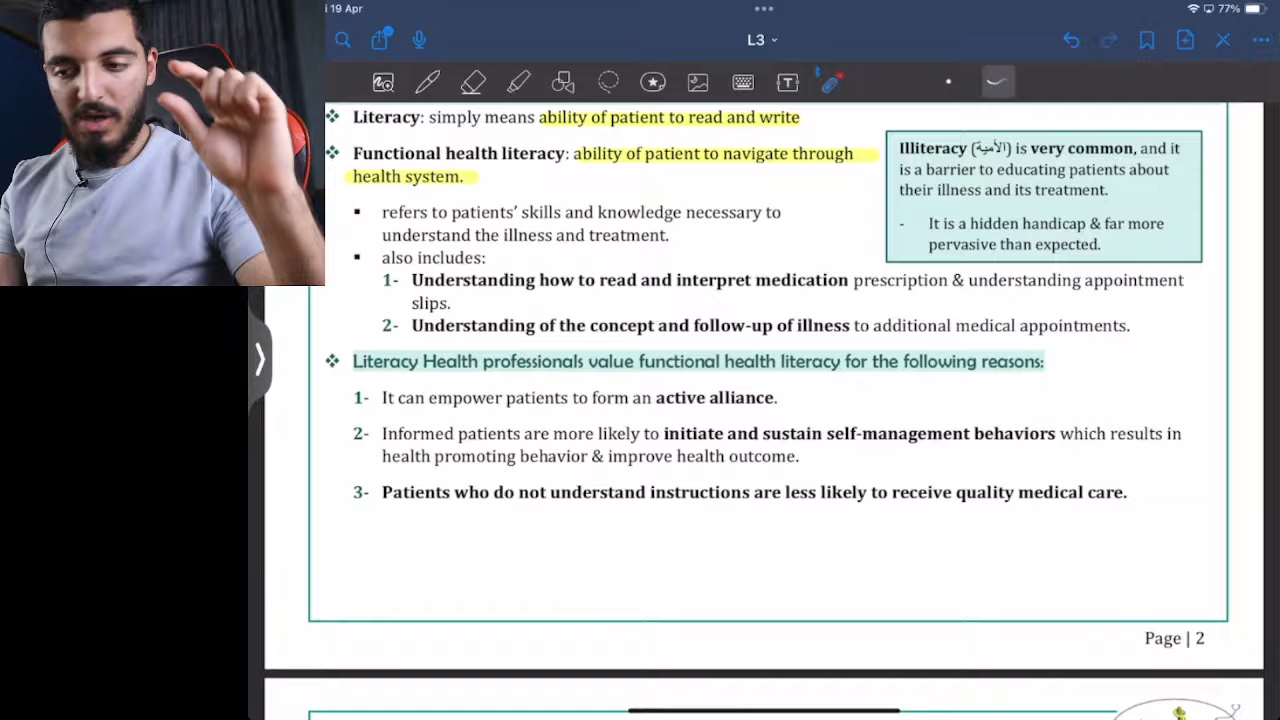 i 19 Apr
77%
L3
Literacy: simply means ability of patient to read and write
Functional health literacy: ability of patient to navigate through
health system.
Illiteracy (الأمية) is very common, and it
is a barrier to educating patients about
their illness and its treatment.
- It is a hidden handicap & far more
pervasive than expected.
refers to patients’ skills and knowledge necessary to
understand the illness and treatment.
also includes:
1- Understanding how to read and interpret medication prescription & understanding appointment
slips.
2- Understanding of the concept and follow-up of illness to additional medical appointments.
Literacy Health professionals value functional health literacy for the following reasons:
1- It can empower patients to form an active alliance.
2- Informed patients are more likely to initiate and sustain self-management behaviors which results in
health promoting behavior & improve health outcome.
3- Patients who do not understand instructions are less likely to receive quality medical care.
Page | 2